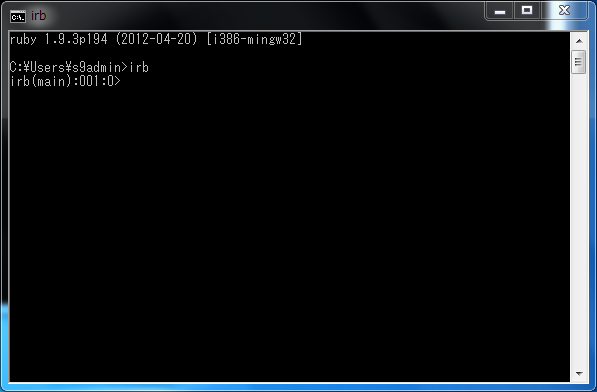 irb
ruby 1.9.3p194 (2012-04-20) [i386-mingw32]
C:¥Users¥s9admin>irb
irb(main):001:0>